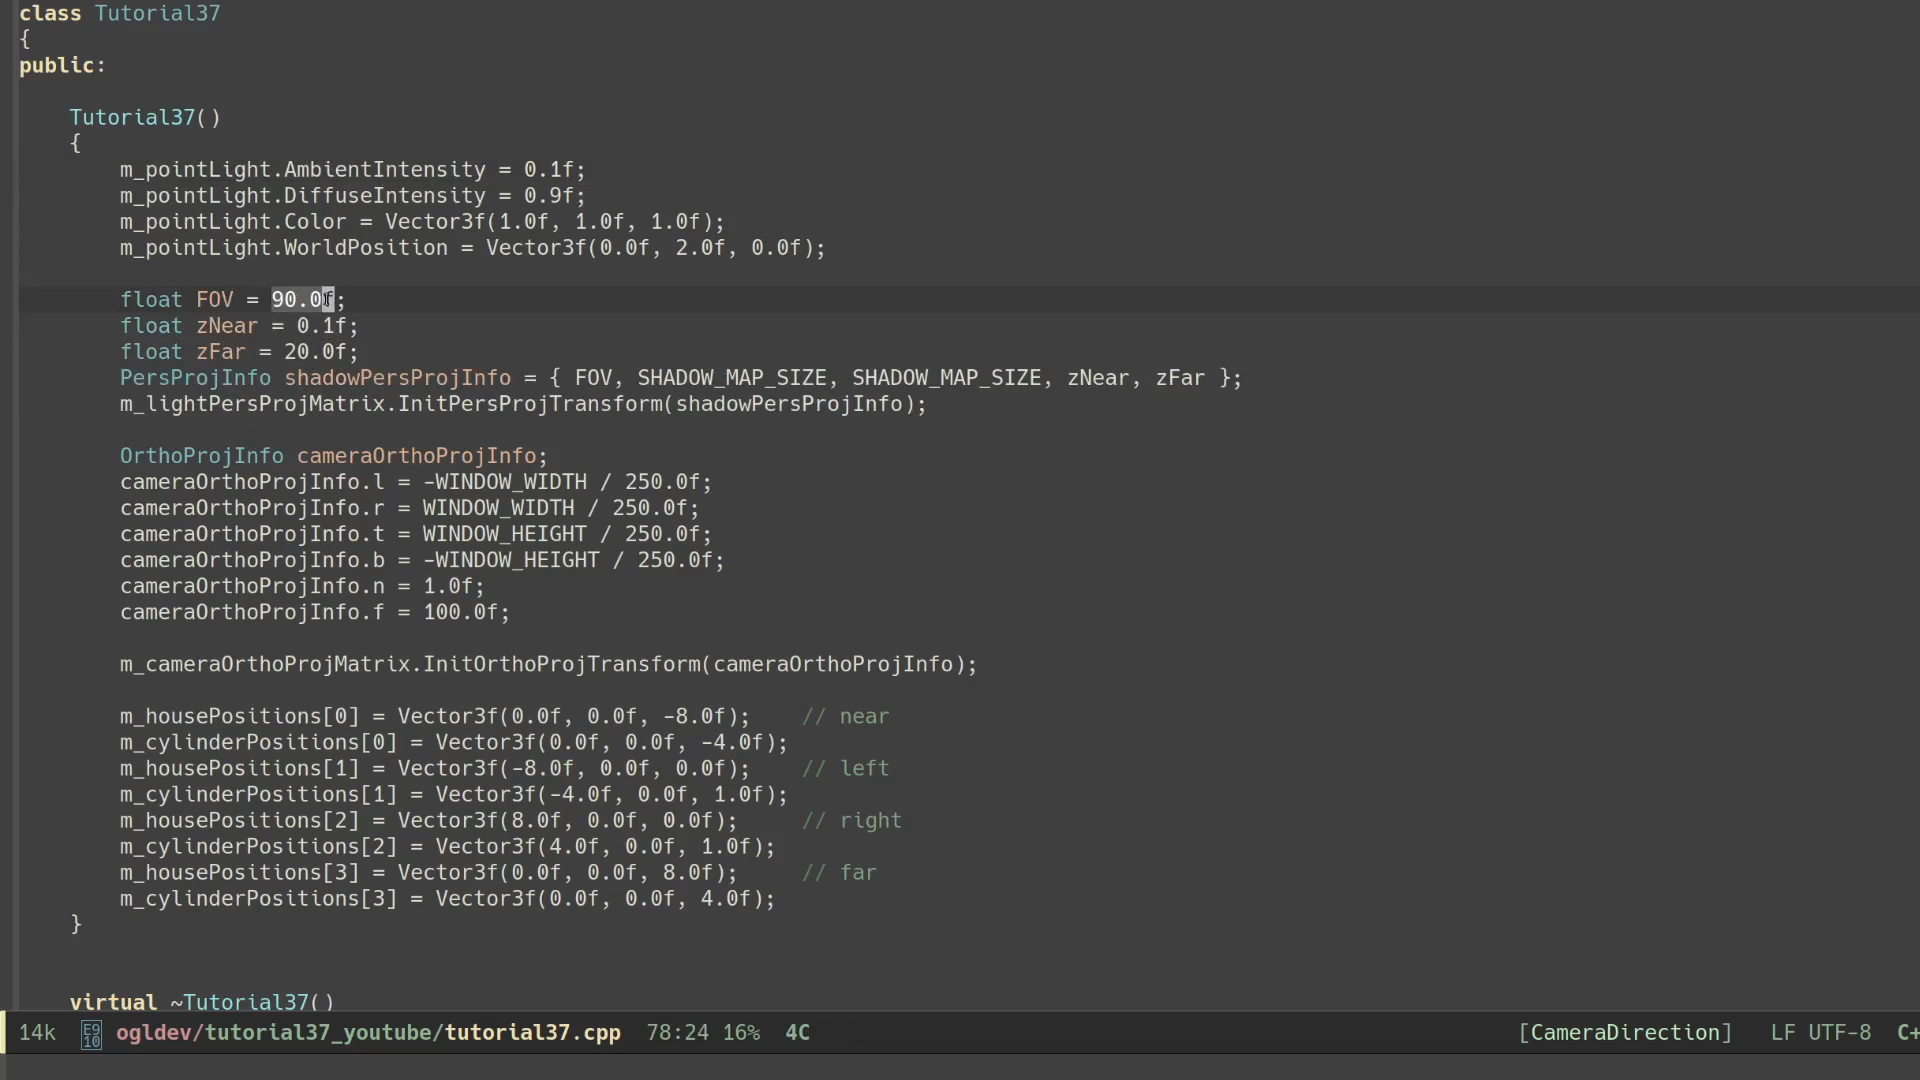 class Tutorial37
{
public:
Tutorial37()
{
m_pointLight.AmbientIntensity = 0.1f;
m_pointLight.DiffuseIntensity = 0.9f;
m_pointLight.Color = Vector3f(1.0f, 1.0f, 1.0f);
m_pointLight.WorldPosition = Vector3f(0.0f, 2.0f, 0.0f);
float FOV = 90.0f;
float zNear = 0.1f;
float zFar = 20.0f;
PersProjInfo shadowPersProjInfo = { FOV, SHADOW_MAP_SIZE, SHADOW_MAP_SIZE, zNear, zFar };
m_lightPersProjMatrix.InitPersProjTransform(shadowPersProjInfo);
OrthoProjInfo cameraOrthoProjInfo;
cameraOrthoProjInfo.l = -WINDOW_WIDTH / 250.0f;
cameraOrthoProjInfo.r = WINDOW_WIDTH / 250.0f;
cameraOrthoProjInfo.t = WINDOW_HEIGHT / 250.0f;
cameraOrthoProjInfo.b = -WINDOW_HEIGHT / 250.0f;
cameraOrthoProjInfo.n = 1.0f;
cameraOrthoProjInfo.f = 100.0f;
m_cameraOrthoProjMatrix.InitOrthoProjTransform(cameraOrthoProjInfo);
m_housePositions[0] = Vector3f(0.0f, 0.0f, -8.0f);    // near
m_cylinderPositions[0] = Vector3f(0.0f, 0.0f, -4.0f);
m_housePositions[1] = Vector3f(-8.0f, 0.0f, 0.0f);    // left
m_cylinderPositions[1] = Vector3f(-4.0f, 0.0f, 1.0f);
m_housePositions[2] = Vector3f(8.0f, 0.0f, 0.0f);     // right
m_cylinderPositions[2] = Vector3f(4.0f, 0.0f, 1.0f);
m_housePositions[3] = Vector3f(0.0f, 0.0f, 8.0f);     // far
m_cylinderPositions[3] = Vector3f(0.0f, 0.0f, 4.0f);
}
virtual ~Tutorial37()
14k E910 ogldev/tutorial37_youtube/tutorial37.cpp 78:24 16% 4C [CameraDirection] LF UTF-8 C+